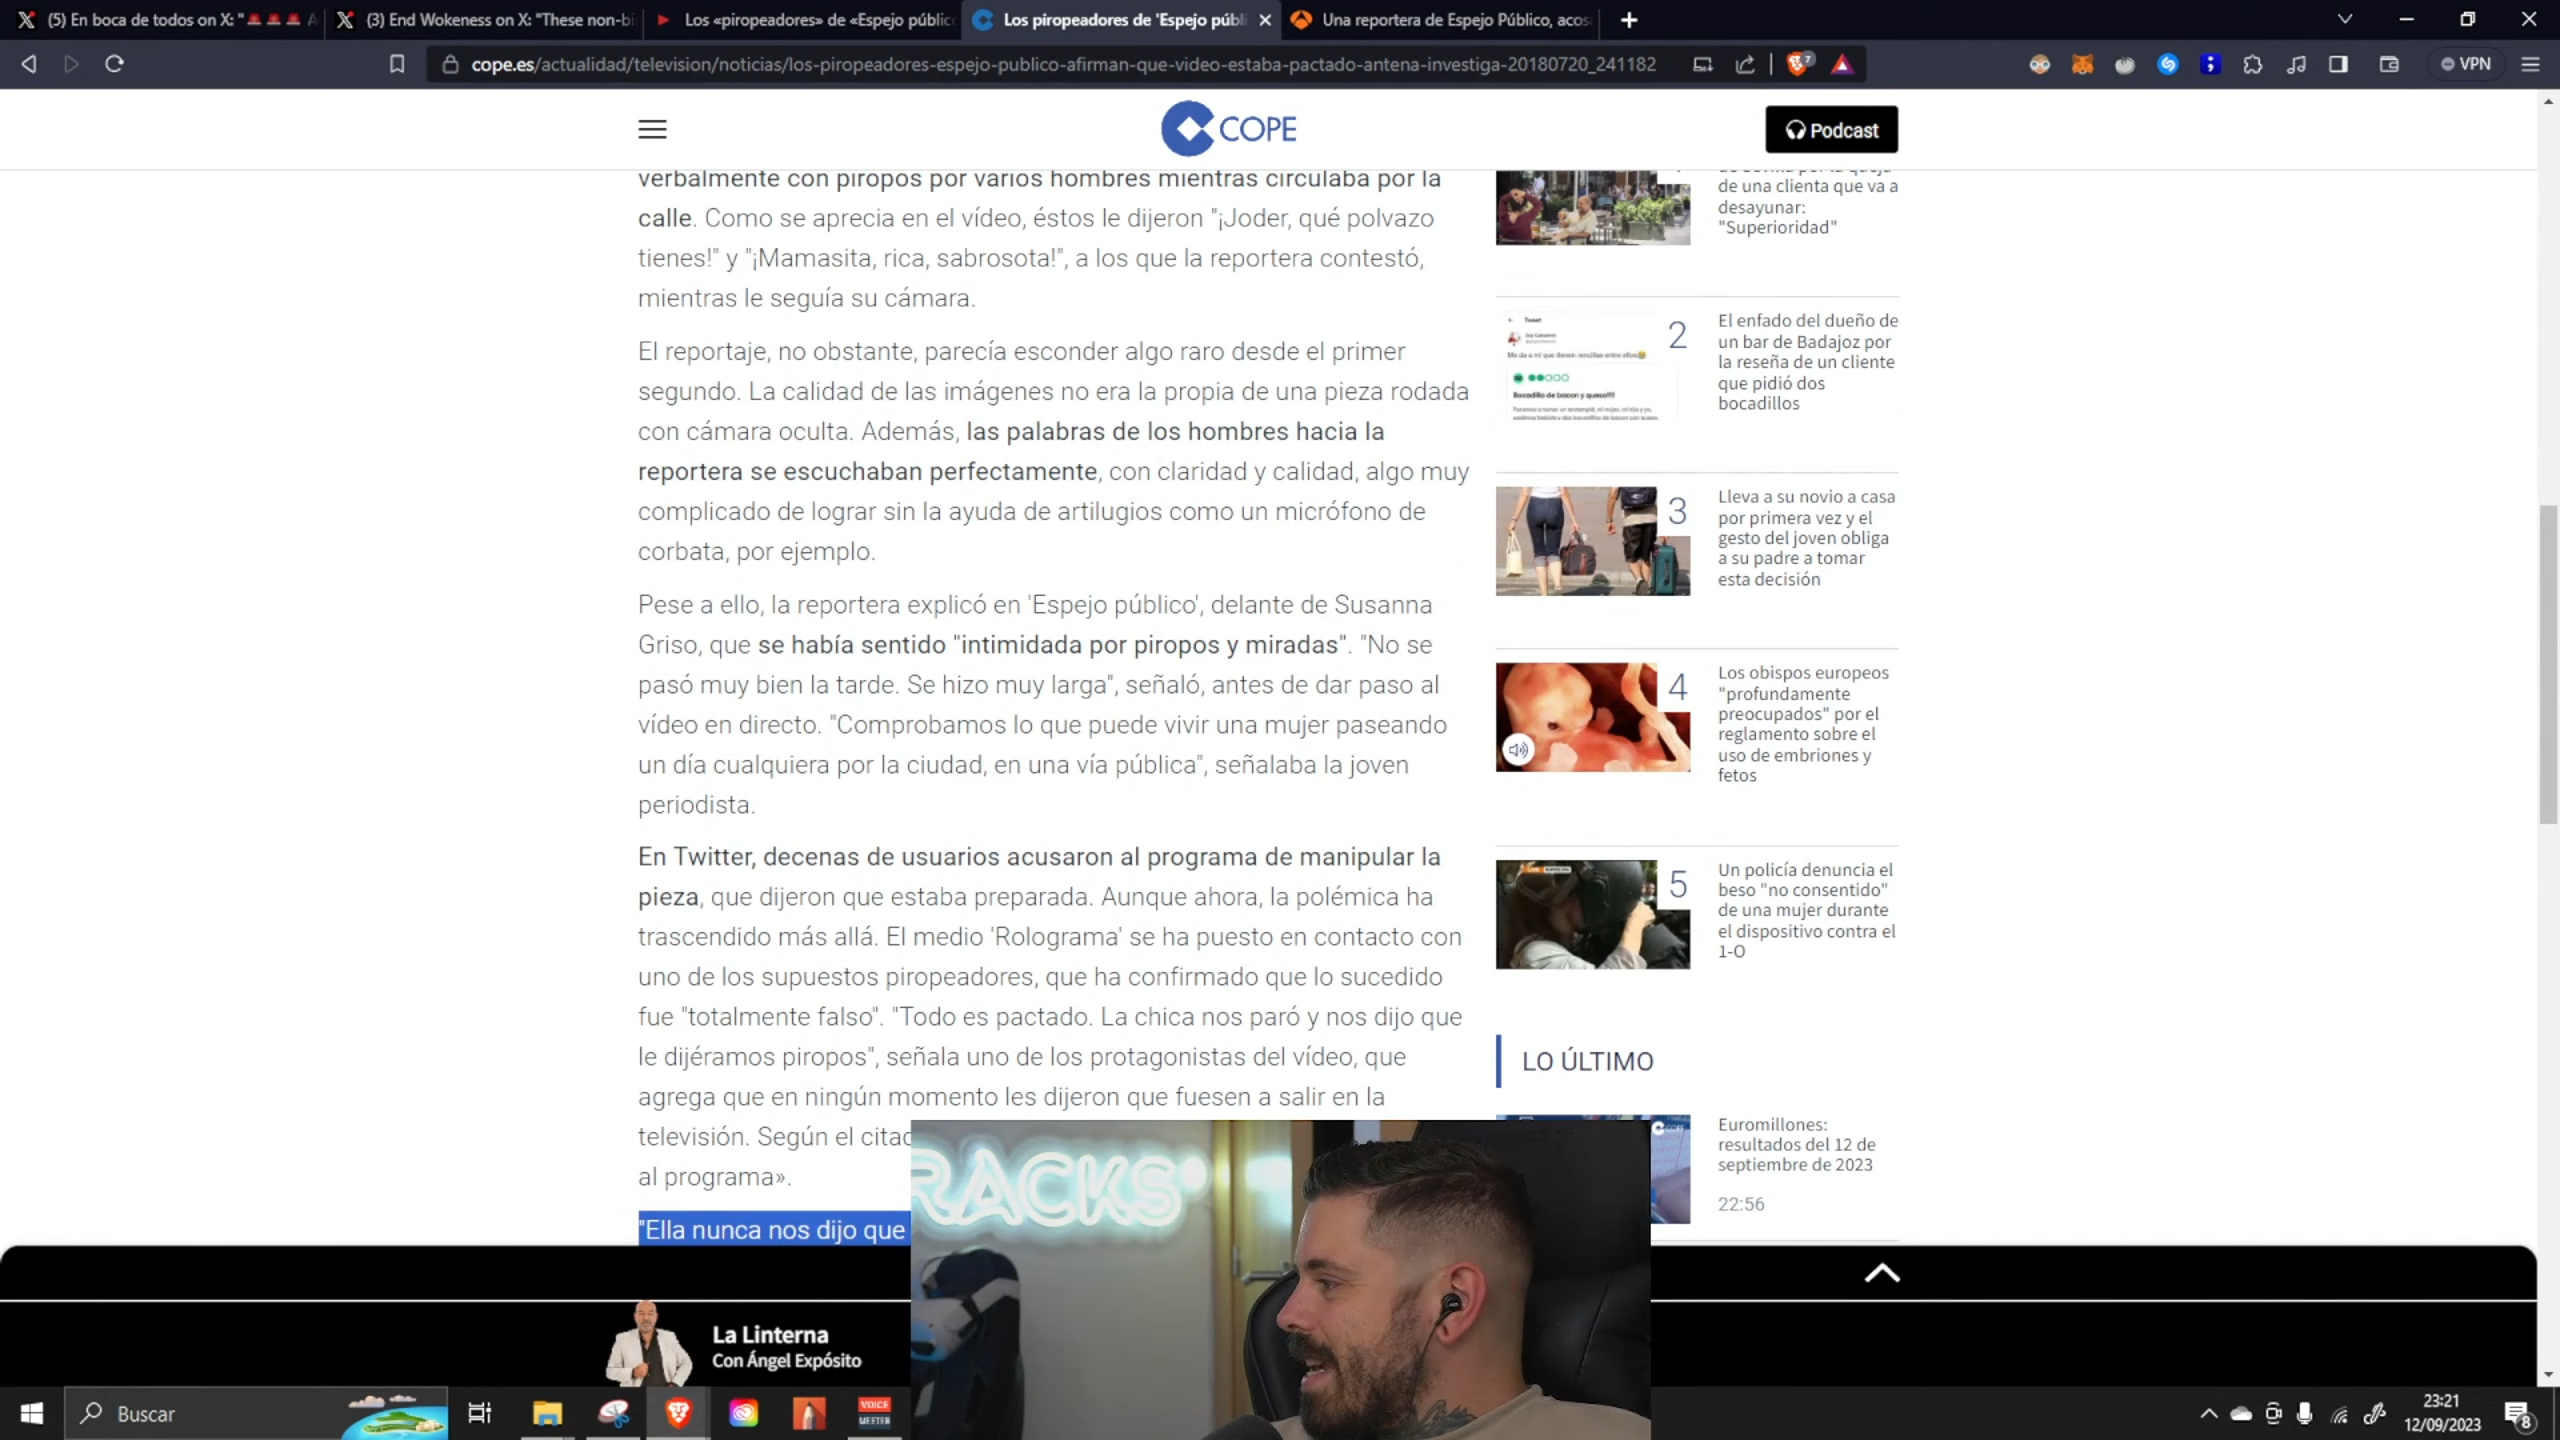 (5) En boca de todos on X: "🚨🚨🚨 A
(3) End Wokeness on X: "These non-bi
Los «piropeadores» de «Espejo públic
Los piropeadores de 'Espejo públi
Una reportera de Espejo Público, acos
cope.es/actualidad/television/noticias/los-piropeadores-espejo-publico-afirman-que-video-estaba-pactado-antena-investiga-20180720_241182
7
VPN
COPE
Podcast
verbalmente con piropos por varios hombres mientras circulaba por la
calle. Como se aprecia en el vídeo, éstos le dijeron "¡Joder, qué polvazo
tienes!" y "¡Mamasita, rica, sabrosota!", a los que la reportera contestó,
mientras le seguía su cámara.
El reportaje, no obstante, parecía esconder algo raro desde el primer
segundo. La calidad de las imágenes no era la propia de una pieza rodada
con cámara oculta. Además, las palabras de los hombres hacia la
reportera se escuchaban perfectamente, con claridad y calidad, algo muy
complicado de lograr sin la ayuda de artilugios como un micrófono de
corbata, por ejemplo.
Pese a ello, la reportera explicó en 'Espejo público', delante de Susanna
Griso, que se había sentido "intimidada por piropos y miradas". "No se
pasó muy bien la tarde. Se hizo muy larga", señaló, antes de dar paso al
vídeo en directo. "Comprobamos lo que puede vivir una mujer paseando
un día cualquiera por la ciudad, en una vía pública", señalaba la joven
periodista.
En Twitter, decenas de usuarios acusaron al programa de manipular la
pieza, que dijeron que estaba preparada. Aunque ahora, la polémica ha
trascendido más allá. El medio 'Rolograma' se ha puesto en contacto con
uno de los supuestos piropeadores, que ha confirmado que lo sucedido
fue "totalmente falso". "Todo es pactado. La chica nos paró y nos dijo que
le dijéramos piropos", señala uno de los protagonistas del vídeo, que
agrega que en ningún momento les dijeron que fuesen a salir en la
televisión. Según el citad
al programa».
"Ella nunca nos dijo que
de una clienta que va a
desayunar:
"Superioridad"
2
Tweet
Me da a mí que tienen rencillas entre ellos
Bocadillo de bacon y queso!!!!
El enfado del dueño de
un bar de Badajoz por
la reseña de un cliente
que pidió dos
bocadillos
3
Lleva a su novio a casa
por primera vez y el
gesto del joven obliga
a su padre a tomar
esta decisión
4
Los obispos europeos
"profundamente
preocupados" por el
reglamento sobre el
uso de embriones y
fetos
5
Un policía denuncia el
beso "no consentido"
de una mujer durante
el dispositivo contra el
1-O
LO ÚLTIMO
COPE
Euromillones:
resultados del 12 de
septiembre de 2023
22:56
RACKS
La Linterna
Con Ángel Expósito
Buscar
VOICE
MEETER
23:21
12/09/2023
8